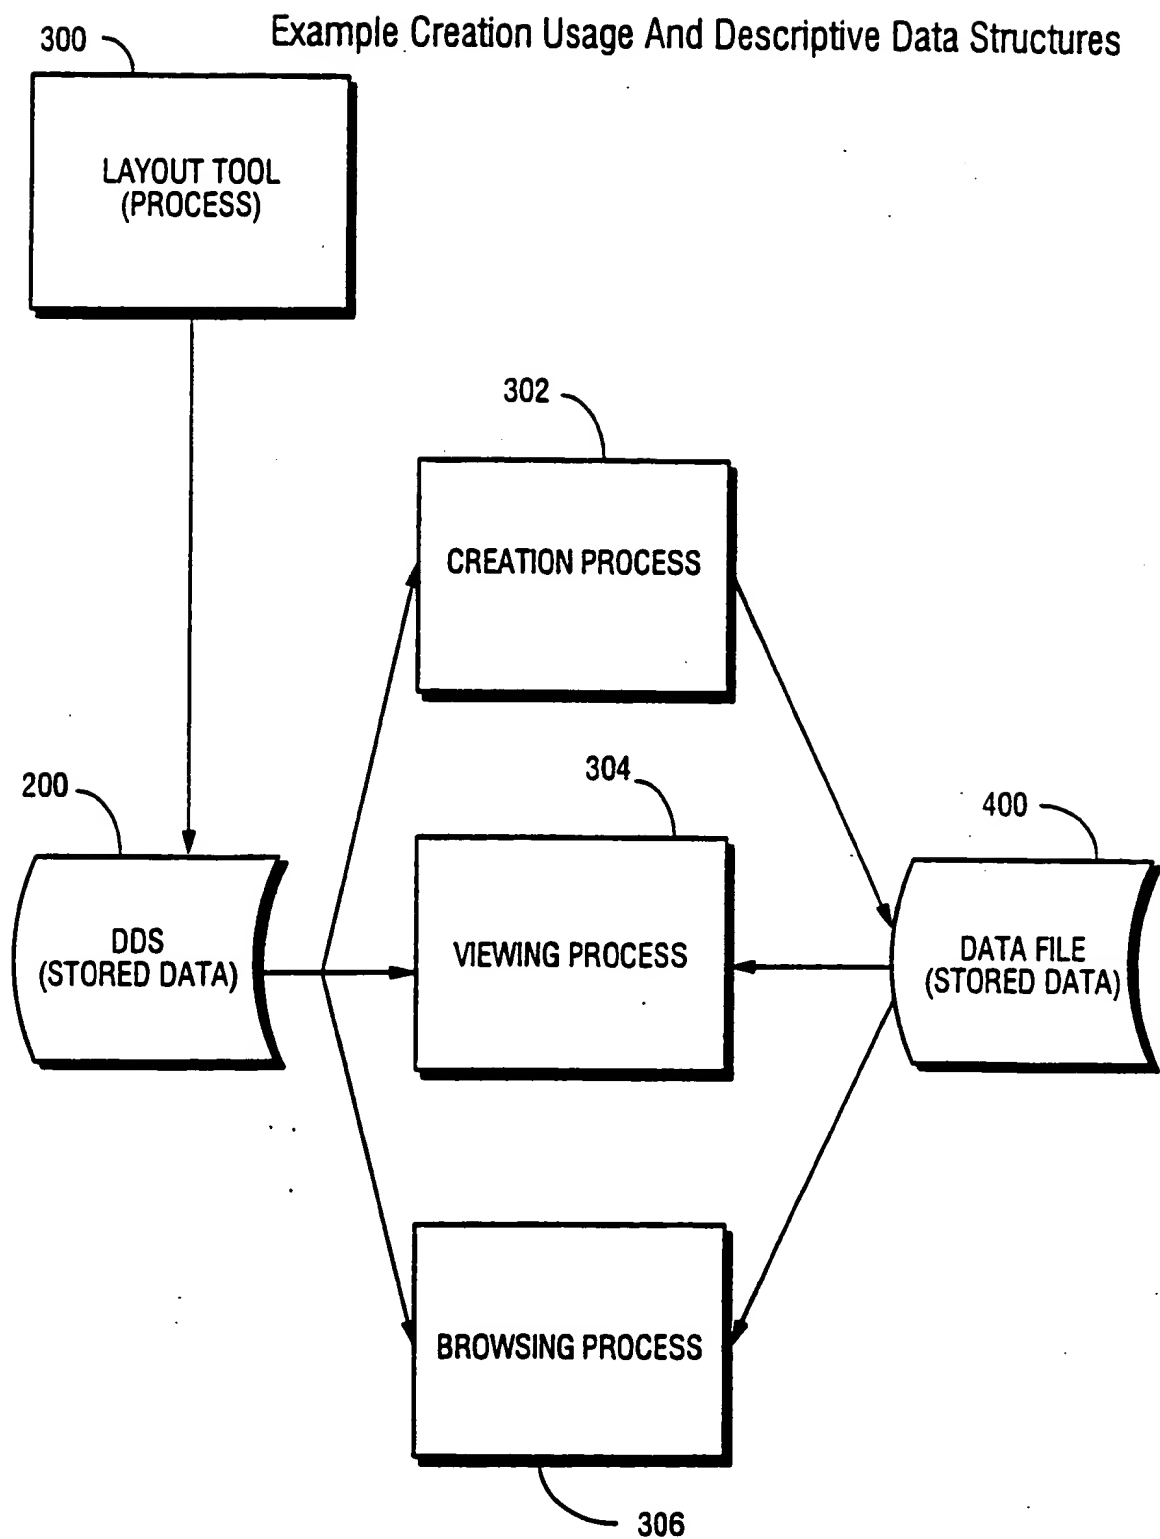 Example Creation Usage And Descriptive Data Structures
300
LAYOUT TOOL
(PROCESS)
302
CREATION PROCESS
200
DDS
(STORED DATA)
304
VIEWING PROCESS
400
DATA FILE
(STORED DATA)
BROWSING PROCESS
306